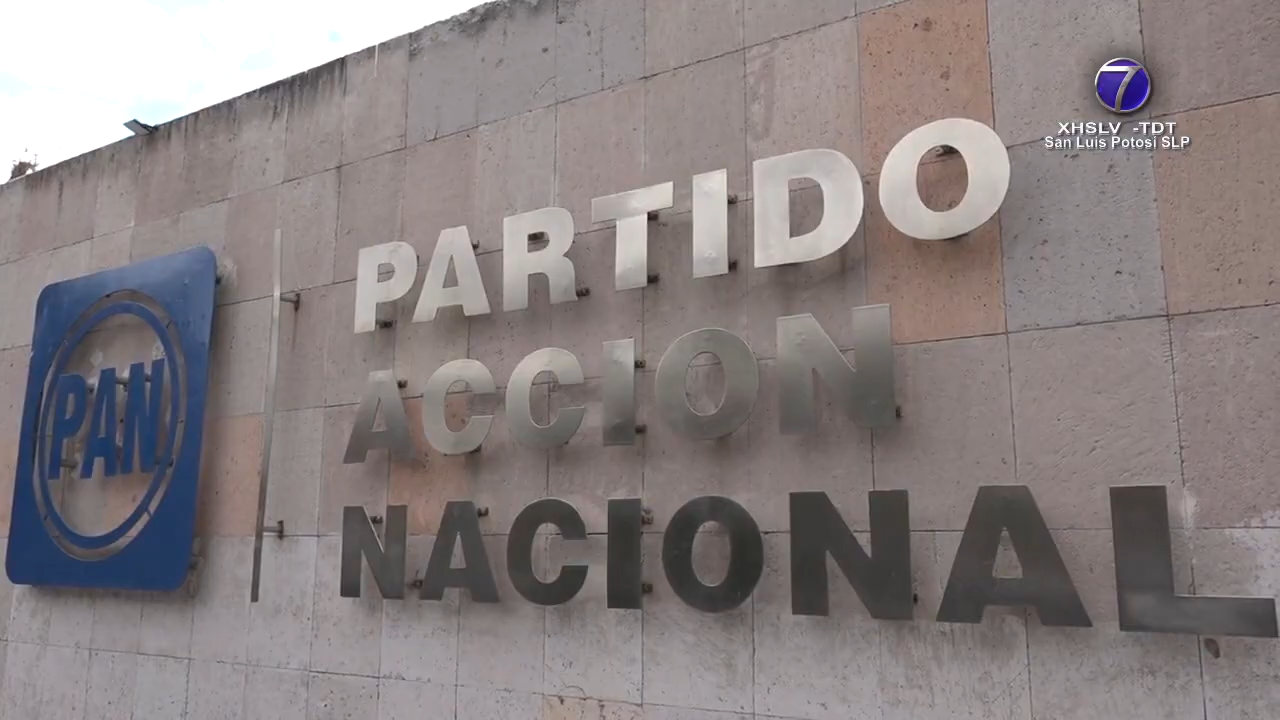 7
XHSLV -TDT
San Luis Potosí SLP
PAN
PARTIDO
ACCION
NACIONAL